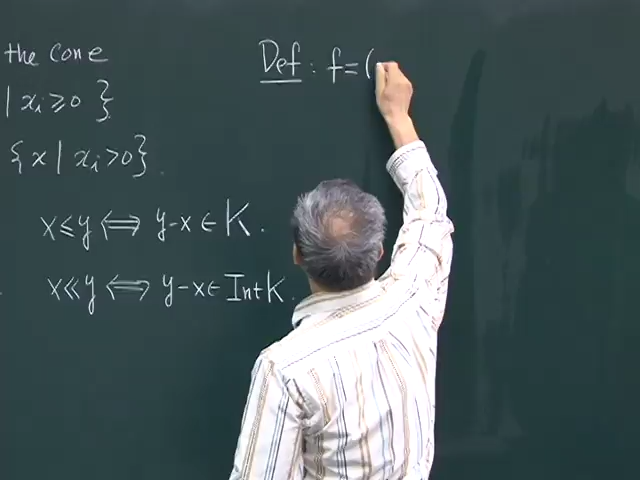 the cone
| xᵢ ≥ 0 }
{ x | xᵢ > 0 }.
x ≤ y ⟺ y-x ∈ K.
x ≪ y ⟺ y-x ∈ Int K.
Def : f = (